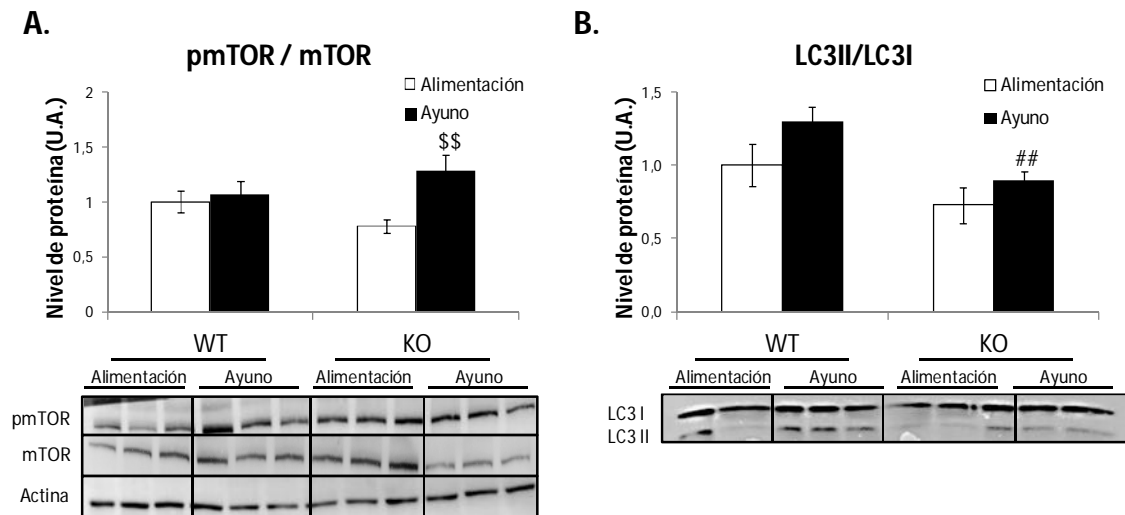 A.
pmTOR / mTOR
Nivel de proteína (U.A.)
2
1,5
1
0,5
0
Alimentación
Ayuno
$$
WT
KO
Alimentación
Ayuno
Alimentación
Ayuno
pmTOR
mTOR
Actina
B.
LC3II/LC3I
Nivel de proteína (U.A.)
1,5
1,0
0,5
0,0
Alimentación
Ayuno
##
WT
KO
Alimentación
Ayuno
Alimentación
Ayuno
LC3 I
LC3 II